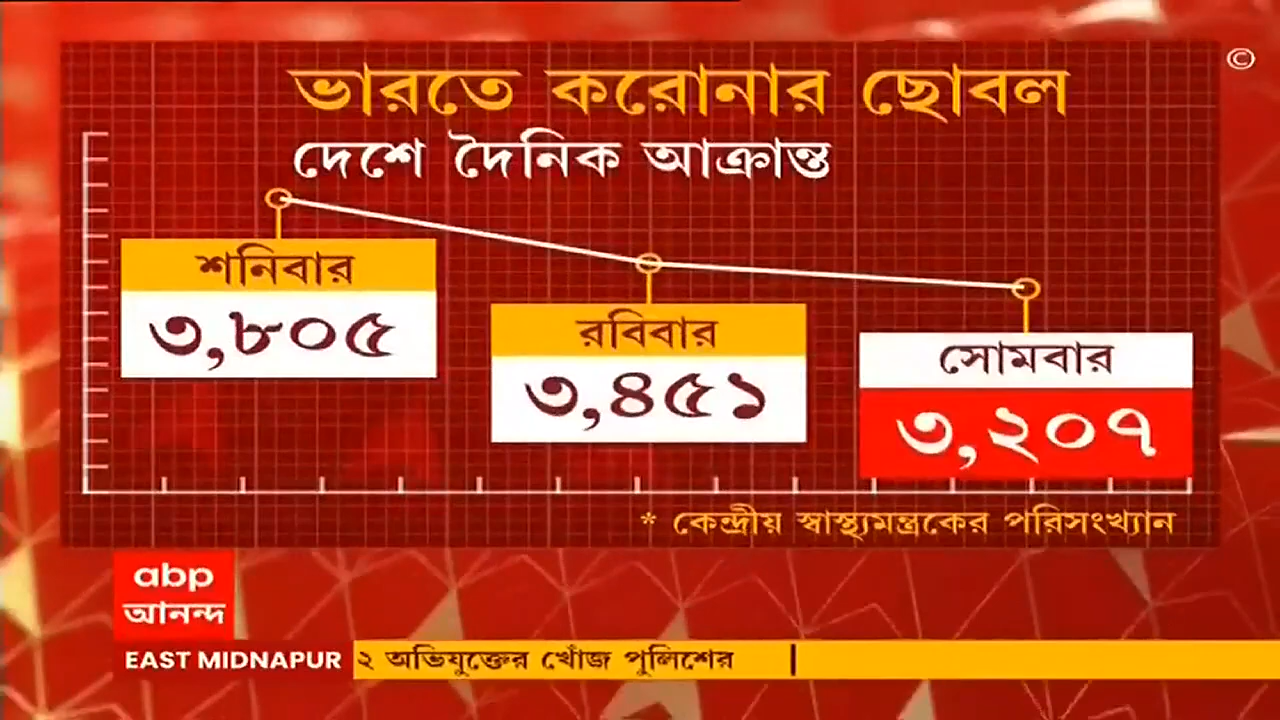 ভারতে করোনার ছোবল
©
দেশে দৈনিক আক্রান্ত
শনিবার
৩,৮০৫
রবিবার
৩,৪৫১
সোমবার
৩,২০৭
* কেন্দ্রীয় স্বাস্থ্যমন্ত্রকের পরিসংখ্যান
abp
আনন্দ
EAST MIDNAPUR ২ অভিযুক্তের খোঁজ পুলিশের |